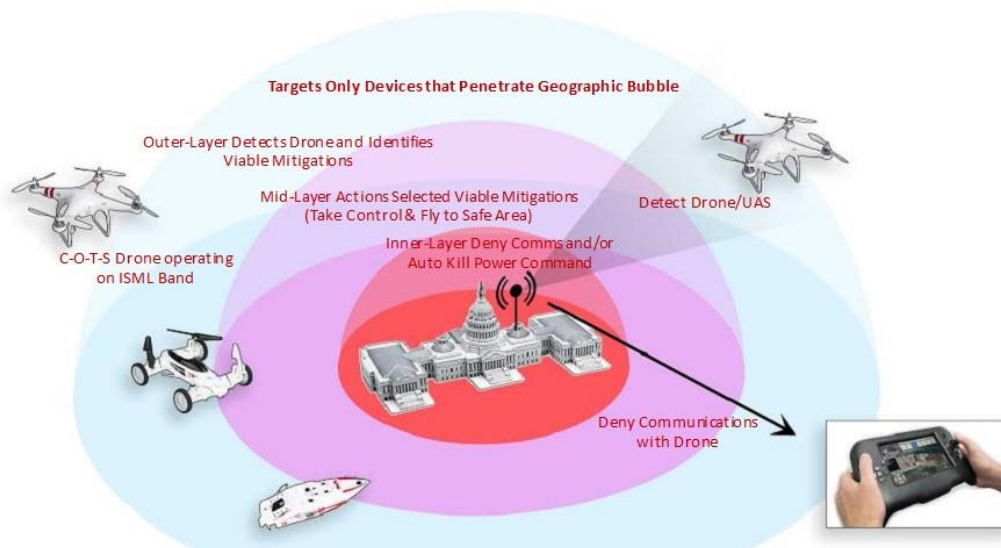 Targets Only Devices that Penetrate Geographic Bubble
Outer-Layer Detects Drone and Identifies
Viable Mitigations
Mid-Layer Actions Selected Viable Mitigations
(Take Control & Fly to Safe Area)
Detect Drone/UAS
Inner-Layer Deny Comms and/or
Auto Kill Power Command
C-O-T-S Drone operating
on ISML Band
Deny Communications
with Drone